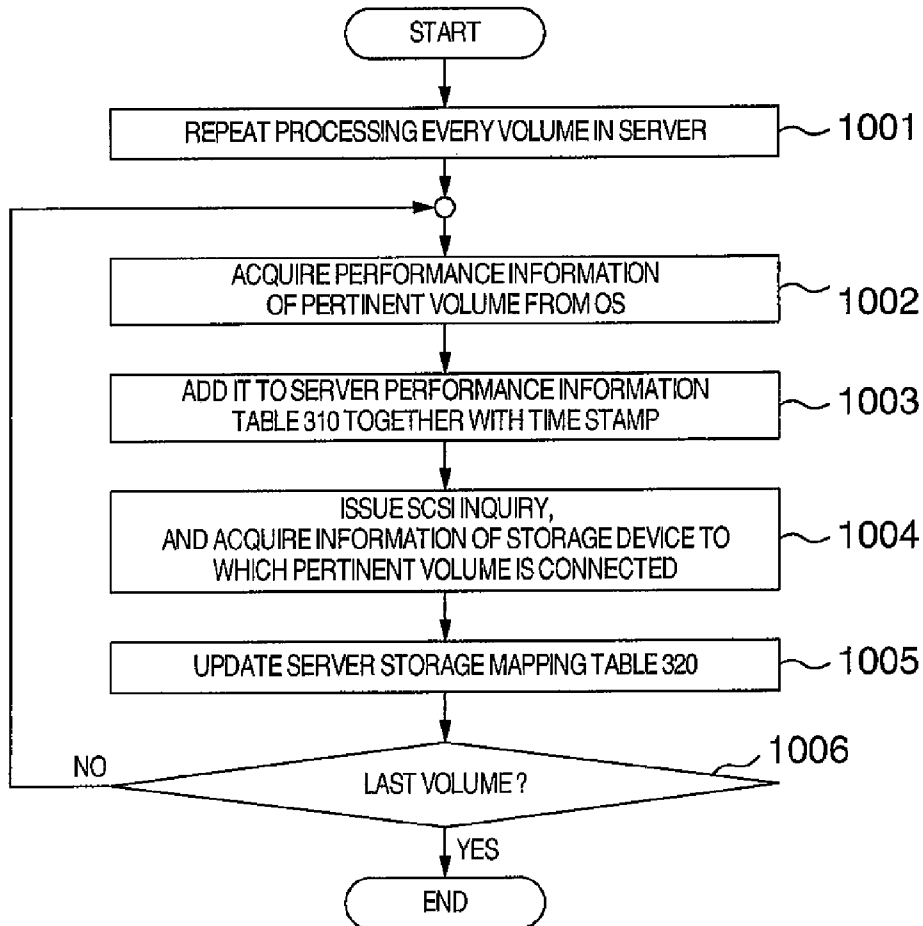 START
REPEAT PROCESSING EVERY VOLUME IN SERVER
1001
ACQUIRE PERFORMANCE INFORMATION
OF PERTINENT VOLUME FROM OS
1002
ADD IT TO SERVER PERFORMANCE INFORMATION
TABLE 310 TOGETHER WITH TIME STAMP
1003
ISSUE SCSI INQUIRY,
AND ACQUIRE INFORMATION OF STORAGE DEVICE TO
WHICH PERTINENT VOLUME IS CONNECTED
1004
UPDATE SERVER STORAGE MAPPING TABLE 320
1005
1006
NO
LAST VOLUME ?
YES
END